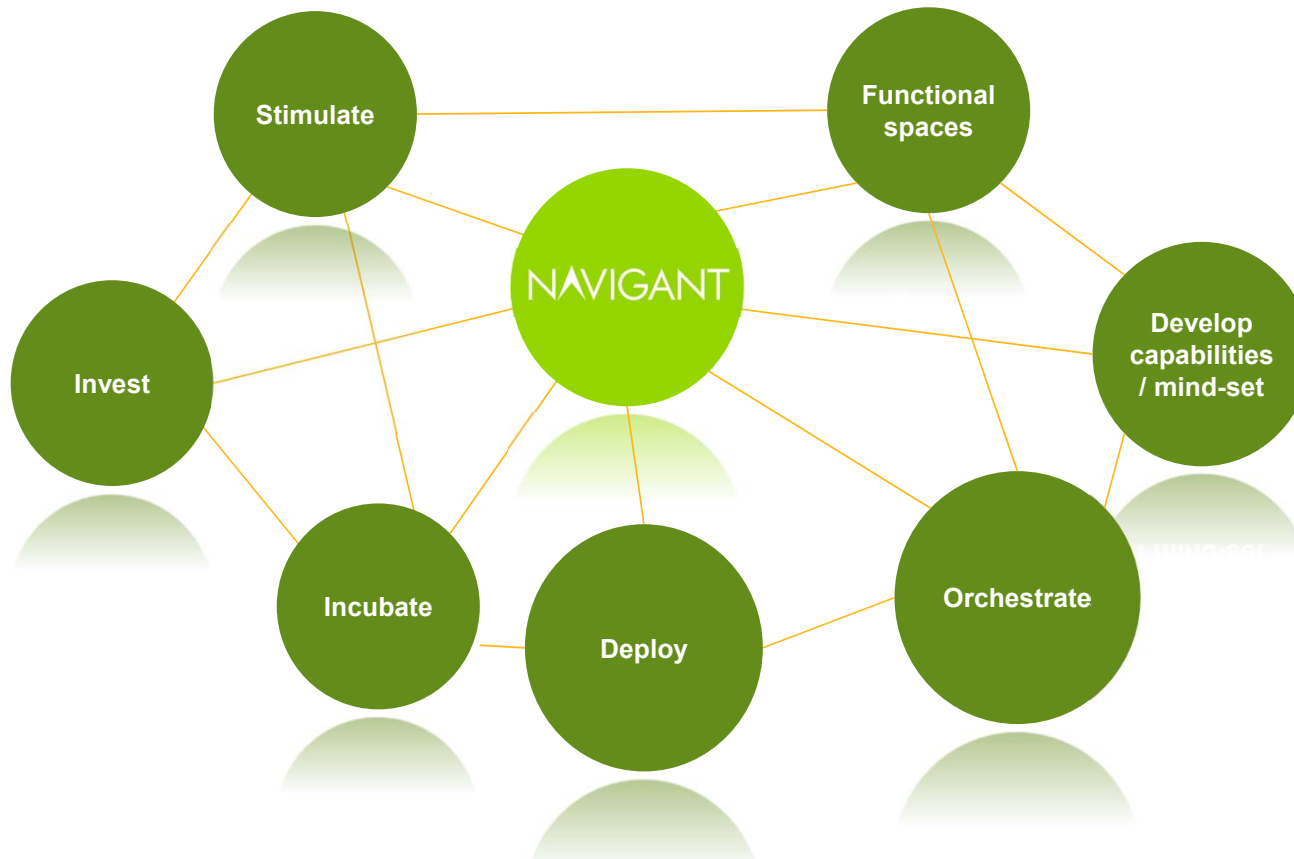 Stimulate
Functional
spaces
NAVIGANT
Develop
capabilities
/ mind-set
Invest
Incubate
Deploy
Orchestrate